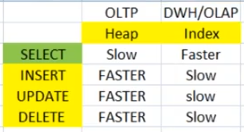 OLTP DWH/OLAP
Heap Index
SELECT Slow Faster
INSERT FASTER Slow
UPDATE FASTER slow
DELETE FASTER Slow